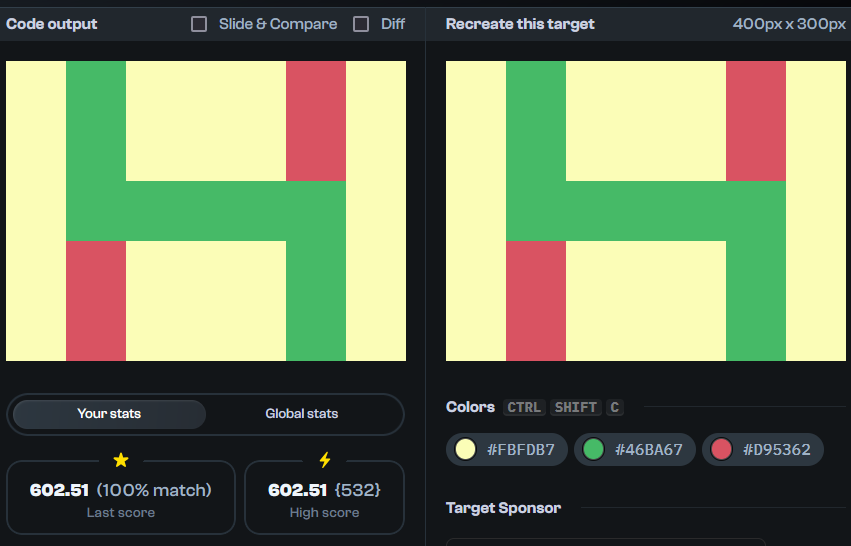 Code output
Slide & Compare
Diff
Recreate this target
400px x 300px
Your stats
Global stats
602.51 (100% match)
Last score
602.51 {532}
High score
Colors CTRL SHIFT C
#FBFDB7
#46BA67
#D95362
Target Sponsor